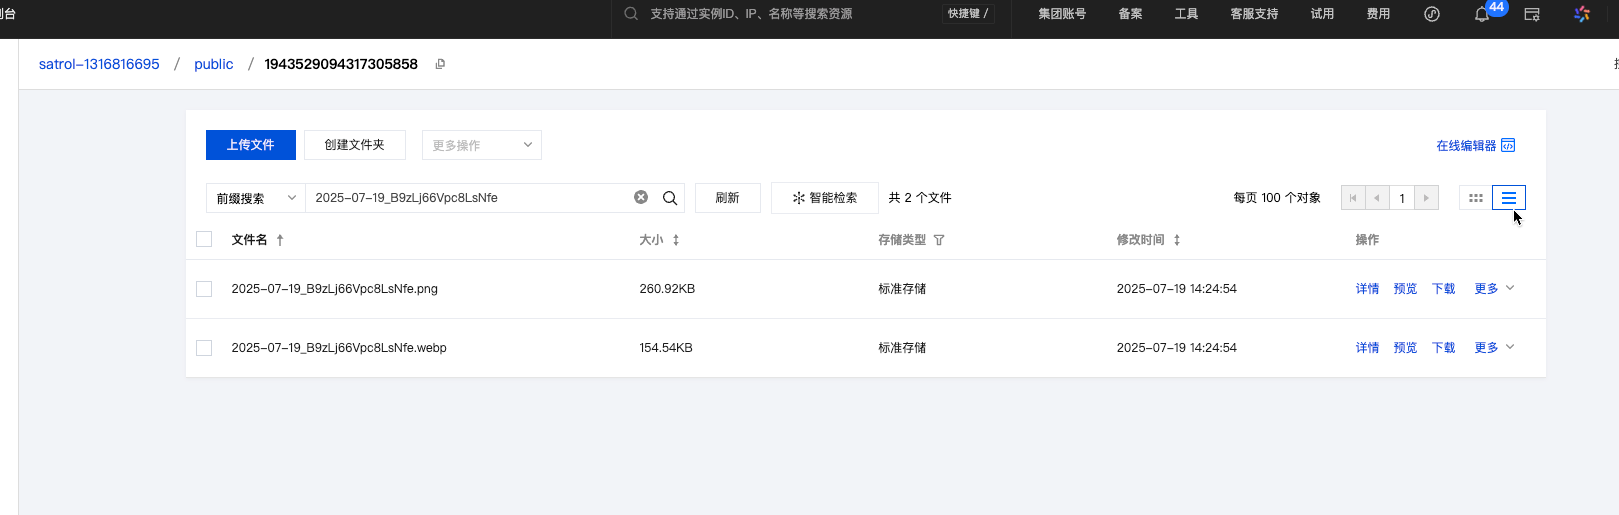 支持通过实例ID、IP、名称等搜索资源 快捷键 / 集团账号 备案 工具 客服支持 试用 费用 44
satrol-1316816695 / public / 1943529094317305858
上传文件 创建文件夹 更多操作 在线编辑器
前缀搜索 2025-07-19_B9zLj66Vpc8LsNfe 刷新 智能检索 共 2 个文件 每页 100 个对象 1
文件名 大小 存储类型 修改时间 操作
2025-07-19_B9zLj66Vpc8LsNfe.png 260.92KB 标准存储 2025-07-19 14:24:54 详情 预览 下载 更多
2025-07-19_B9zLj66Vpc8LsNfe.webp 154.54KB 标准存储 2025-07-19 14:24:54 详情 预览 下载 更多